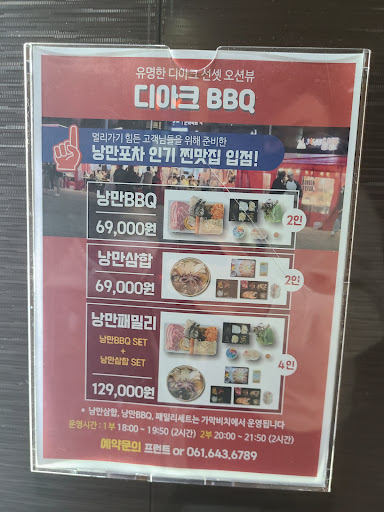 유명한 디아크 선셋 오션뷰
디아크 BBQ
멀리가기 힘든 고객님들을 위해 준비한
낭만포차 인기 찐맛집 입점!
낭만BBQ
69,000원
2인
낭만삼합
69,000원
2인
낭만패밀리
낭만BBQ SET
+
낭만삼합 SET
129,000원
4인
* 낭만삼합, 낭만BBQ, 패밀리세트는 가막비치에서 운영됩니다
운영시간 : 1부 18:00 ~ 19:50 (2시간) 2부 20:00 ~ 21:50 (2시간)
예약문의 프런트 or 061.643.6789